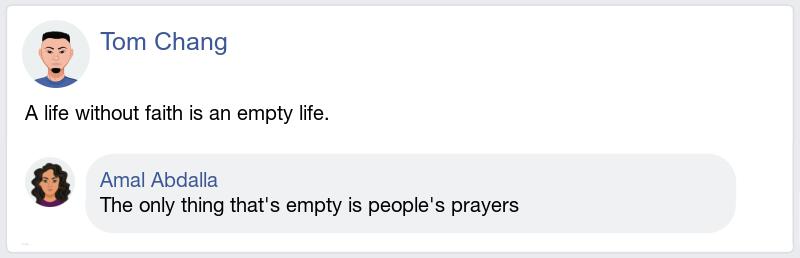 Tom Chang
A life without faith is an empty life.
Amal Abdalla
The only thing that's empty is people's prayers